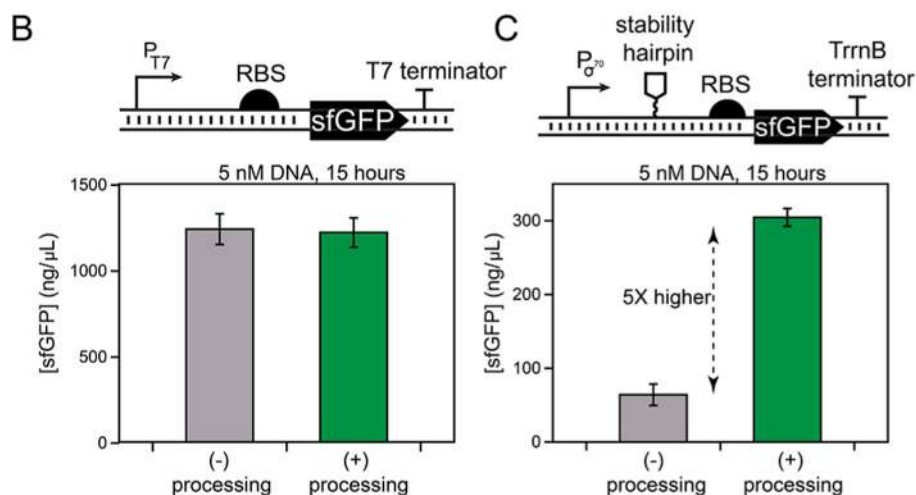 B
P
T7
RBS
T7 terminator
sfGFP
5 nM DNA, 15 hours
[sfGFP] (ng/µL)
1500
1000
500
0
(-)
processing
(+)
processing
C
stability
hairpin
Pσ⁷⁰
RBS
TrrnB
terminator
sfGFP
5 nM DNA, 15 hours
[sfGFP] (ng/µL)
300
200
100
0
5X higher
(-)
processing
(+)
processing